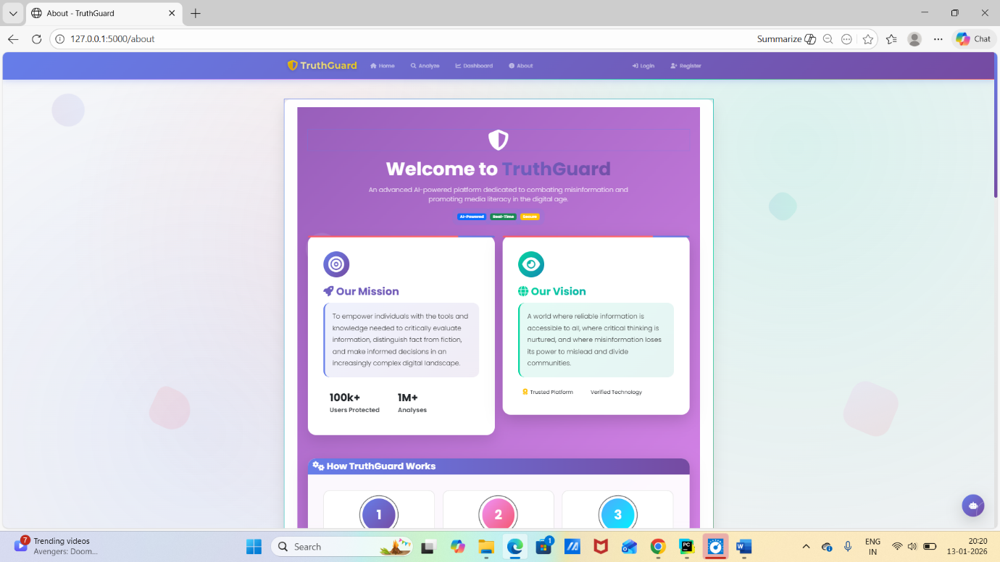 About - TruthGuard
127.0.0.1:5000/about
Summarize
Chat
TruthGuard
Home
Analyze
Dashboard
About
Login
Register
Welcome to TruthGuard
An advanced AI-powered platform dedicated to combating misinformation and
promoting media literacy in the digital age.
AI-Powered
Real-Time
Secure
Our Mission
To empower individuals with the tools and
knowledge needed to critically evaluate
information, distinguish fact from fiction,
and make informed decisions in an
increasingly complex digital landscape.
100k+
Users Protected
1M+
Analyses
Our Vision
A world where reliable information is
accessible to all, where critical thinking is
nurtured, and where misinformation loses
its power to mislead and divide
communities.
Trusted Platform
Verified Technology
How TruthGuard Works
1
2
3
7
Trending videos
Avengers: Doom...
Search
1
PC
W
ENG
IN
20:20
13-01-2026